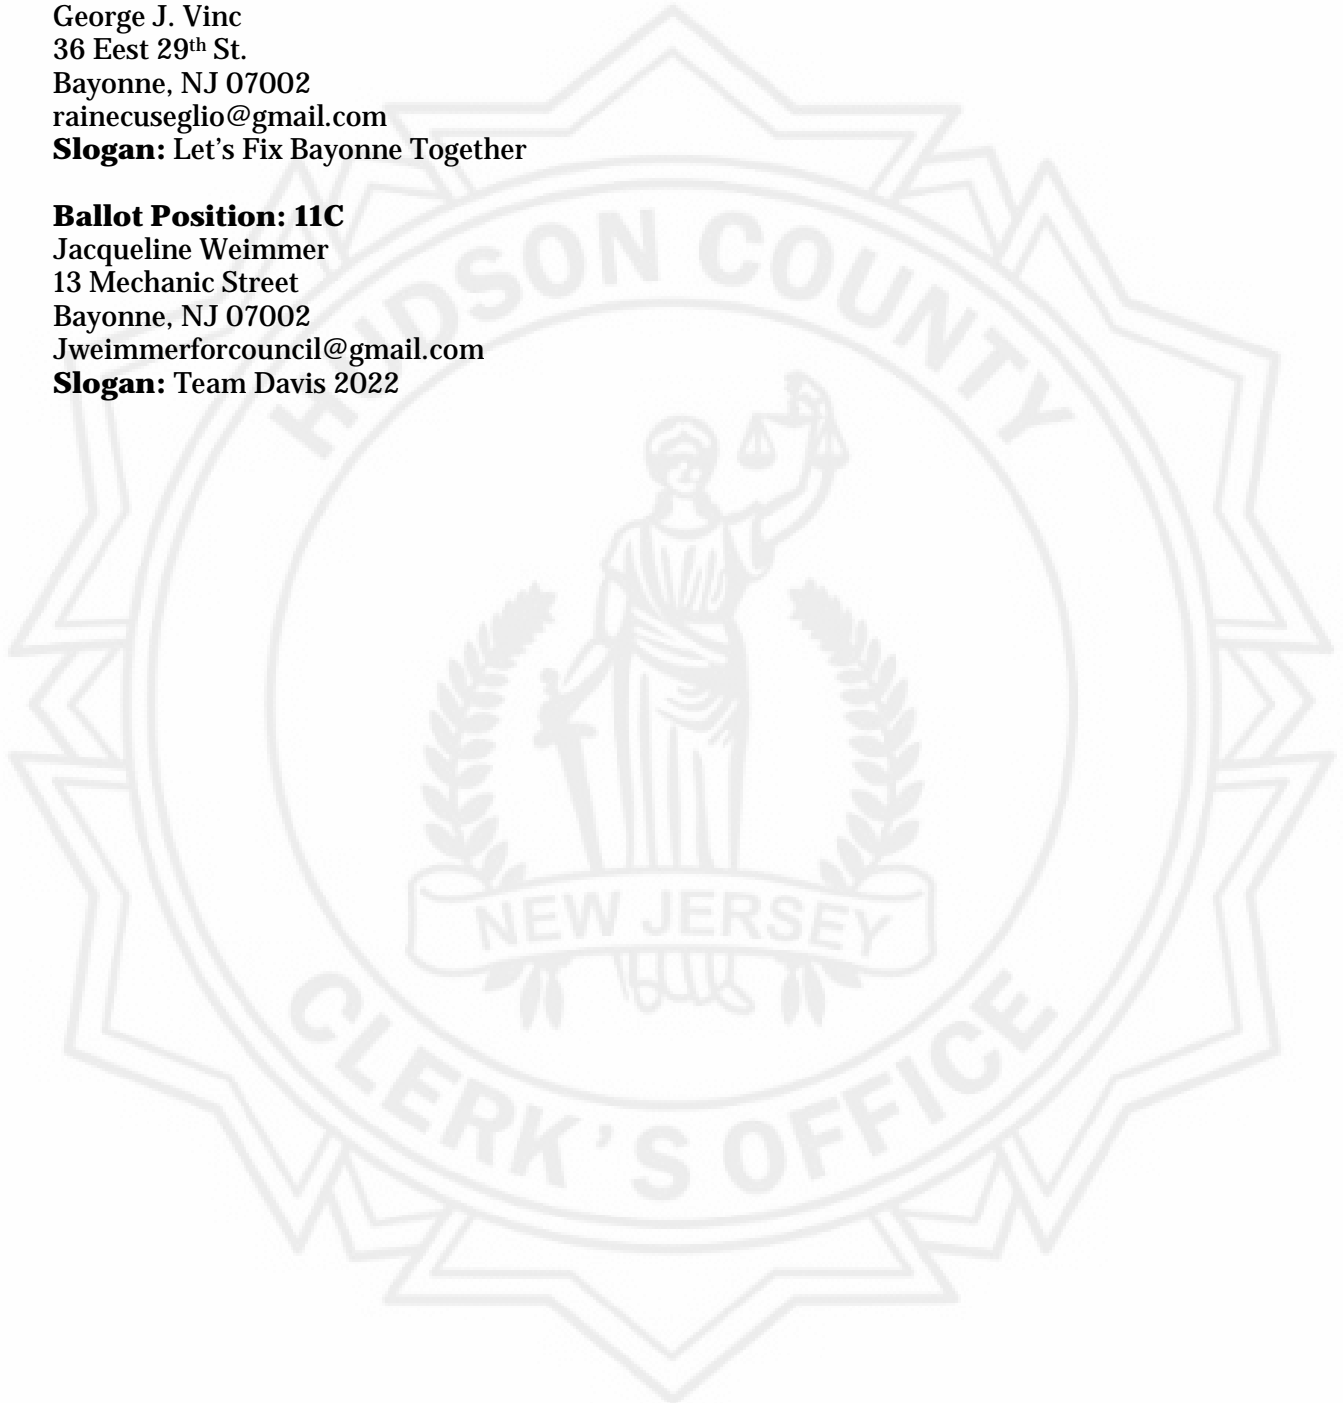 George J. Vinc
36 Eest 29th St.
Bayonne, NJ 07002
rainecuseglio@gmail.com
Slogan: Let's Fix Bayonne Together
Ballot Position: 11C
Jacqueline Weimmer
13 Mechanic Street
Bayonne, NJ 07002
Jweimmerforcouncil@gmail.com
Slogan: Team Davis 2022
HUDSON COUNTY
NEW JERSEY
CLERK'S OFFICE